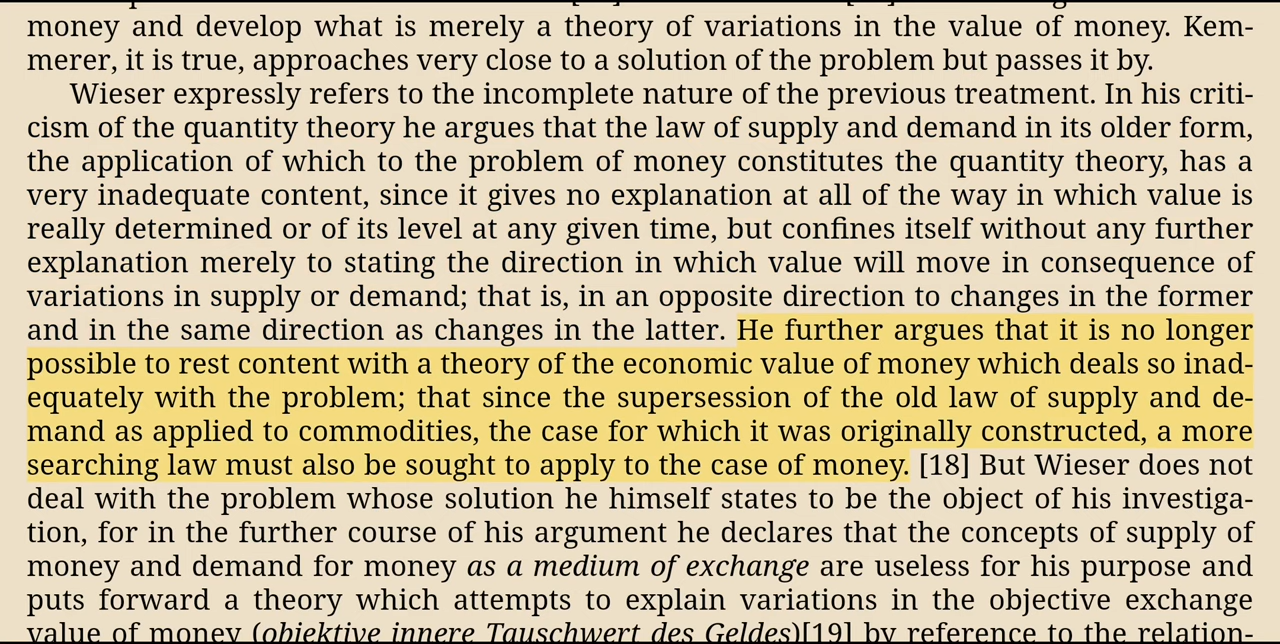 money and develop what is merely a theory of variations in the value of money. Kem-
merer, it is true, approaches very close to a solution of the problem but passes it by.
Wieser expressly refers to the incomplete nature of the previous treatment. In his criti-
cism of the quantity theory he argues that the law of supply and demand in its older form,
the application of which to the problem of money constitutes the quantity theory, has a
very inadequate content, since it gives no explanation at all of the way in which value is
really determined or of its level at any given time, but confines itself without any further
explanation merely to stating the direction in which value will move in consequence of
variations in supply or demand; that is, in an opposite direction to changes in the former
and in the same direction as changes in the latter. He further argues that it is no longer
possible to rest content with a theory of the economic value of money which deals so inad-
equately with the problem; that since the supersession of the old law of supply and de-
mand as applied to commodities, the case for which it was originally constructed, a more
searching law must also be sought to apply to the case of money. [18] But Wieser does not
deal with the problem whose solution he himself states to be the object of his investiga-
tion, for in the further course of his argument he declares that the concepts of supply of
money and demand for money as a medium of exchange are useless for his purpose and
puts forward a theory which attempts to explain variations in the objective exchange
value of money (objektive innere Tauschwert des Geldes)[19] by reference to the relation-